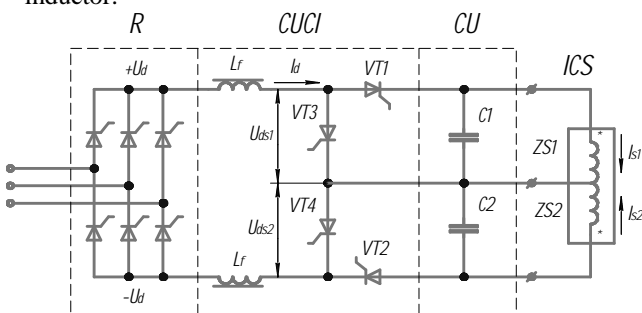 inductor.
R CUCI CU ICS
+Ud Lf Id VT1
VT3 C1
Uds1 ZS1 * Is1
VT4 ZS2 Is2
Uds2 C2 *
Lf VT2
-Ud